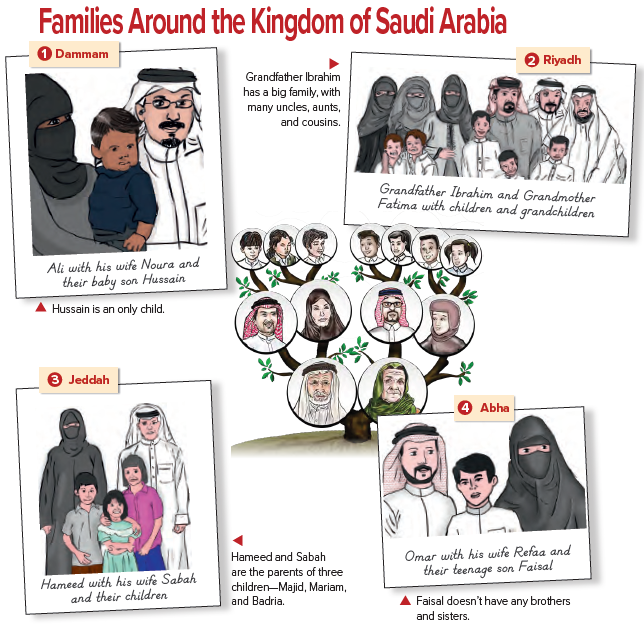 Families Around the Kingdom of Saudi Arabia
1 Dammam
Ali with his wife Noura and
their baby son Hussain
▲ Hussain is an only child.
▶
Grandfather Ibrahim
has a big family, with
many uncles, aunts,
and cousins.
2 Riyadh
Grandfather Ibrahim and Grandmother
Fatima with children and grandchildren
3 Jeddah
Hameed with his wife Sabah
and their children
◀
Hameed and Sabah
are the parents of three
children—Majid, Mariam,
and Badria.
4 Abha
Omar with his wife Refaa and
their teenage son Faisal
▲ Faisal doesn't have any brothers
and sisters.